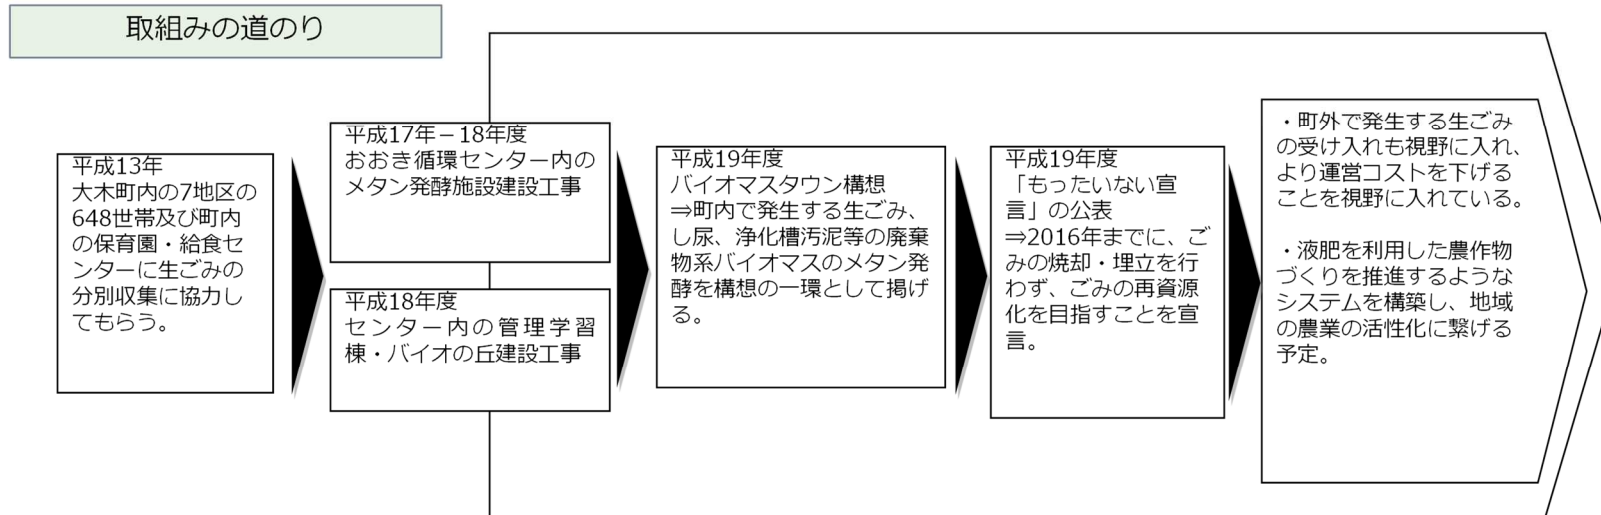 取組みの道のり
平成13年
大木町内の7地区の
648世帯及び町内
の保育園・給食セ
ンターに生ごみの
分別収集に協力し
てもらう。
平成17年－18年度
おおき循環センター内の
メタン発酵施設建設工事
平成18年度
センター内の管理学習
棟・バイオの丘建設工事
平成19年度
バイオマスタウン構想
⇒町内で発生する生ごみ、
し尿、浄化槽汚泥等の廃棄
物系バイオマスのメタン発
酵を構想の一環として掲げ
る。
平成19年度
「もったいない宣
言」の公表
⇒2016年までに、ご
みの焼却・埋立を行
わず、ごみの再資源
化を目指すことを宣
言。
・町外で発生する生ごみ
の受け入れも視野に入れ、
より運営コストを下げる
ことを視野に入れている。
・液肥を利用した農作物
づくりを推進するような
システムを構築し、地域
の農業の活性化に繋げる
予定。